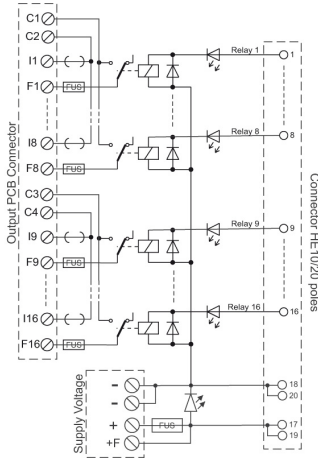 C1
C2
I1
F1
FUS
Relay 1
1
I8
F8
FUS
Relay 8
8
C3
C4
I9
F9
FUS
Relay 9
9
I16
F16
FUS
Relay 16
16
Output PCB Connector
Connector HE10/20 poles
Supply Voltage
-
-
+
FUS
+F
18
20
17
19